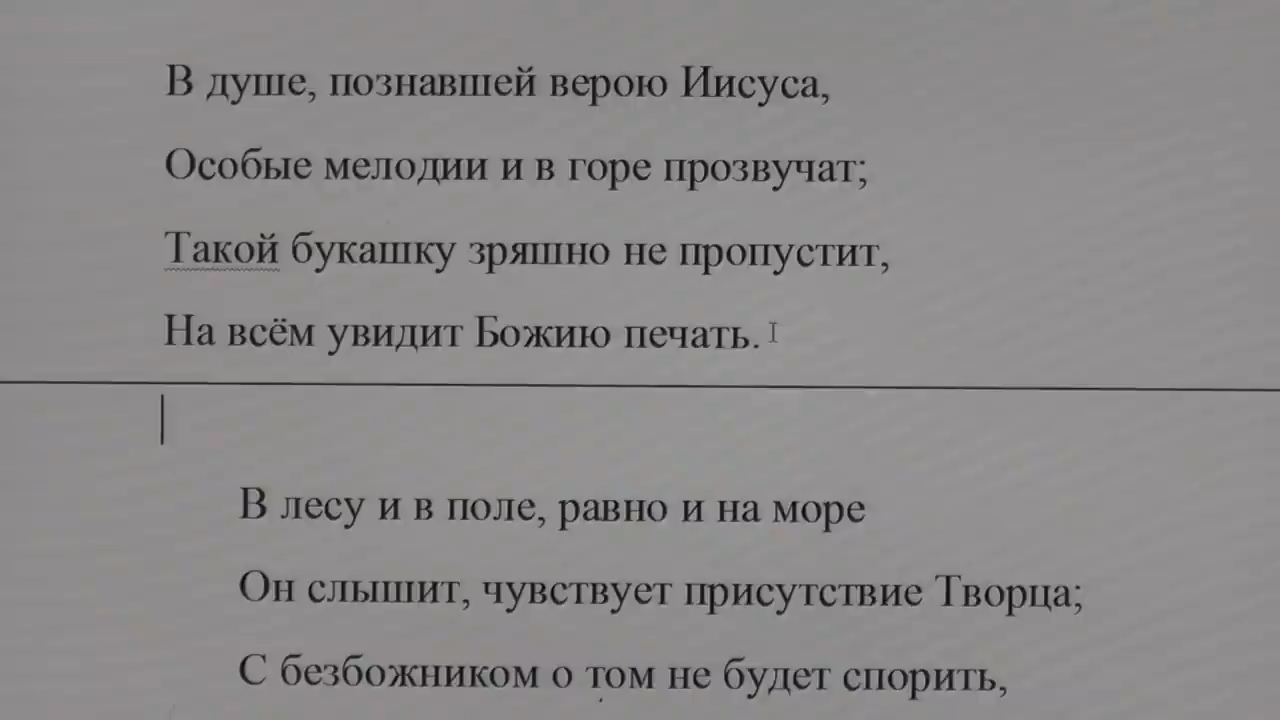 В душе, познавшей верою Иисуса,
Особые мелодии и в горе прозвучат;
Такой букашку зряшно не пропустит,
На всём увидит Божию печать.
В лесу и в поле, равно и на море
Он слышит, чувствует присутствие Творца;
С безбожником о том не будет спорить,